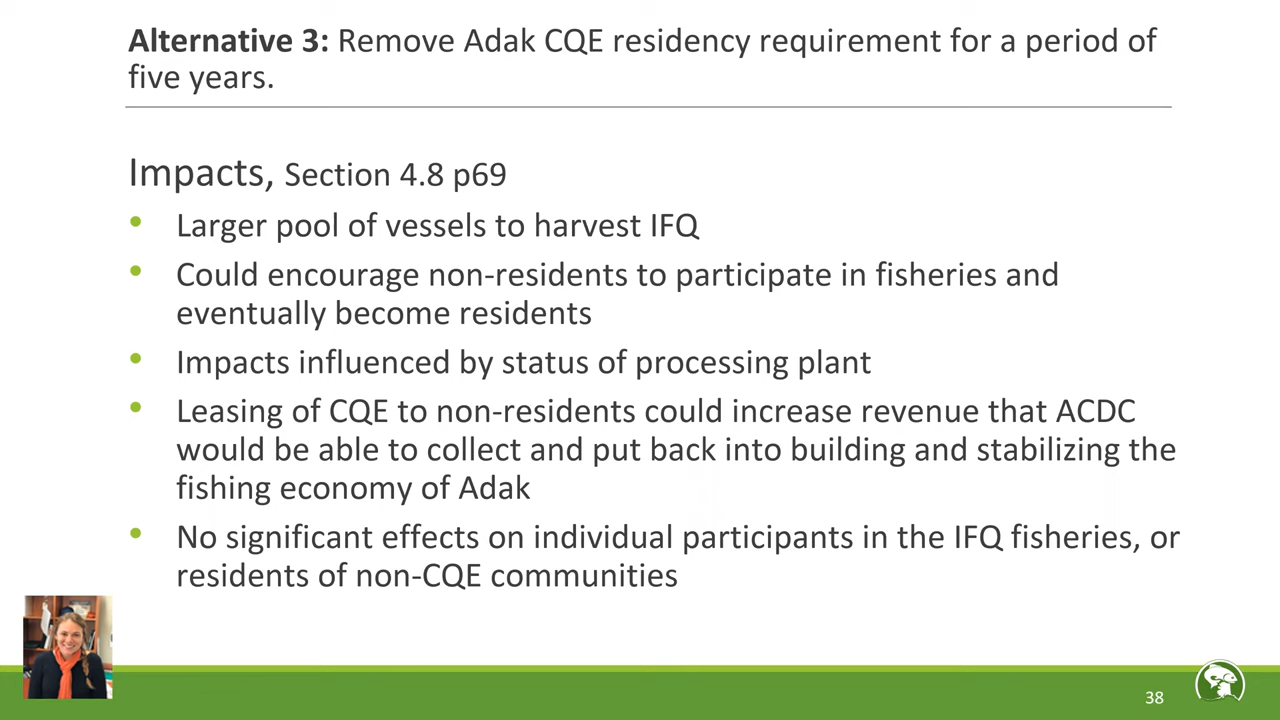 Alternative 3: Remove Adak CQE residency requirement for a period of
five years.
Impacts, Section 4.8 p69
• Larger pool of vessels to harvest IFQ
• Could encourage non-residents to participate in fisheries and
eventually become residents
• Impacts influenced by status of processing plant
• Leasing of CQE to non-residents could increase revenue that ACDC
would be able to collect and put back into building and stabilizing the
fishing economy of Adak
• No significant effects on individual participants in the IFQ fisheries, or
residents of non-CQE communities
38